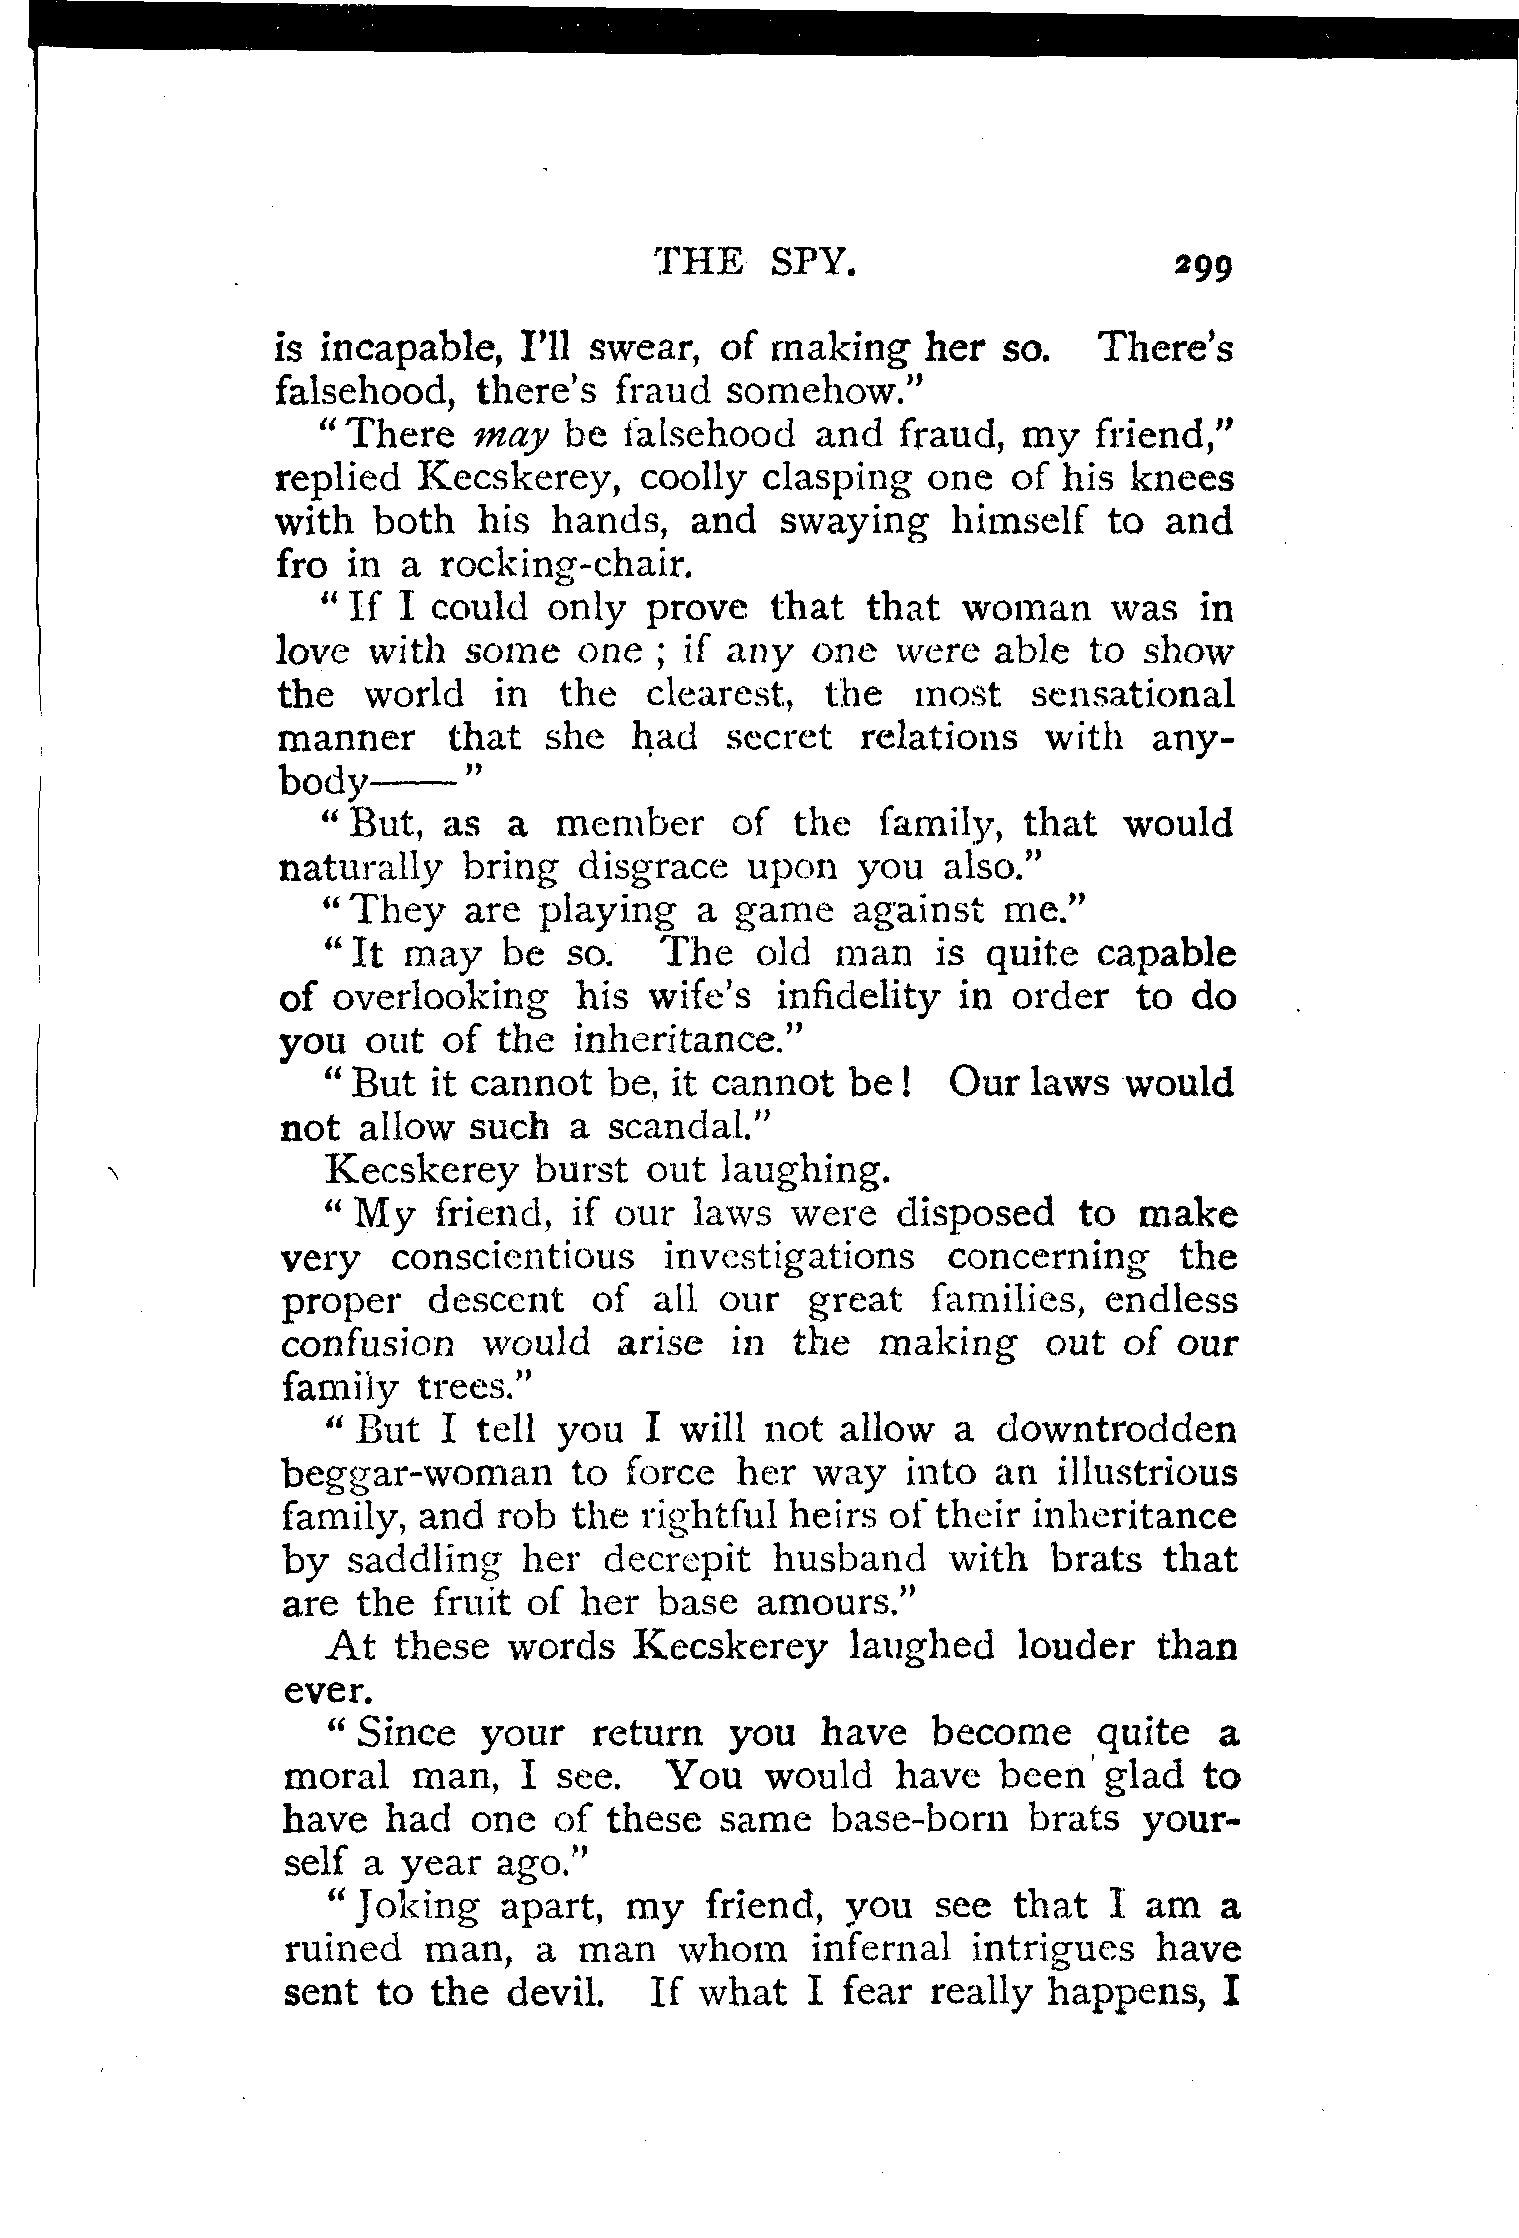 THE SPY. 299
is incapable, I'll swear, of making her so. There's
falsehood, there's fraud somehow."
"There may be falsehood and fraud, my friend,"
replied Kecskerey, coolly clasping one of his knees
with both his hands, and swaying himself to and
fro in a rocking-chair.
"If I could only prove that that woman was in
love with some one ; if any one were able to show
the world in the clearest, the most sensational
manner that she had secret relations with any-
body——"
"But, as a member of the family, that would
naturally bring disgrace upon you also."
"They are playing a game against me."
"It may be so. The old man is quite capable
of overlooking his wife's infidelity in order to do
you out of the inheritance."
"But it cannot be, it cannot be! Our laws would
not allow such a scandal."
Kecskerey burst out laughing.
"My friend, if our laws were disposed to make
very conscientious investigations concerning the
proper descent of all our great families, endless
confusion would arise in the making out of our
family trees."
"But I tell you I will not allow a downtrodden
beggar-woman to force her way into an illustrious
family, and rob the rightful heirs of their inheritance
by saddling her decrepit husband with brats that
are the fruit of her base amours."
At these words Kecskerey laughed louder than
ever.
"Since your return you have become quite a
moral man, I see. You would have been glad to
have had one of these same base-born brats your-
self a year ago."
"Joking apart, my friend, you see that I am a
ruined man, a man whom infernal intrigues have
sent to the devil. If what I fear really happens, I